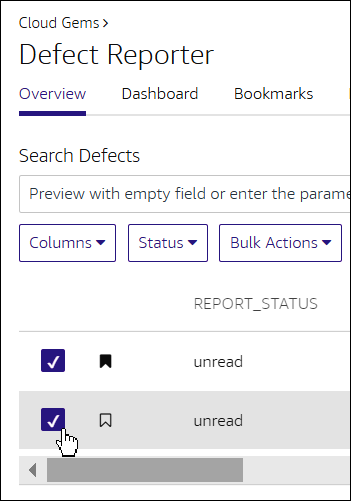 Cloud Gems >
Defect Reporter
Overview Dashboard Bookmarks
Search Defects
Preview with empty field or enter the parame
Columns Status Bulk Actions
REPORT_STATUS
unread
unread